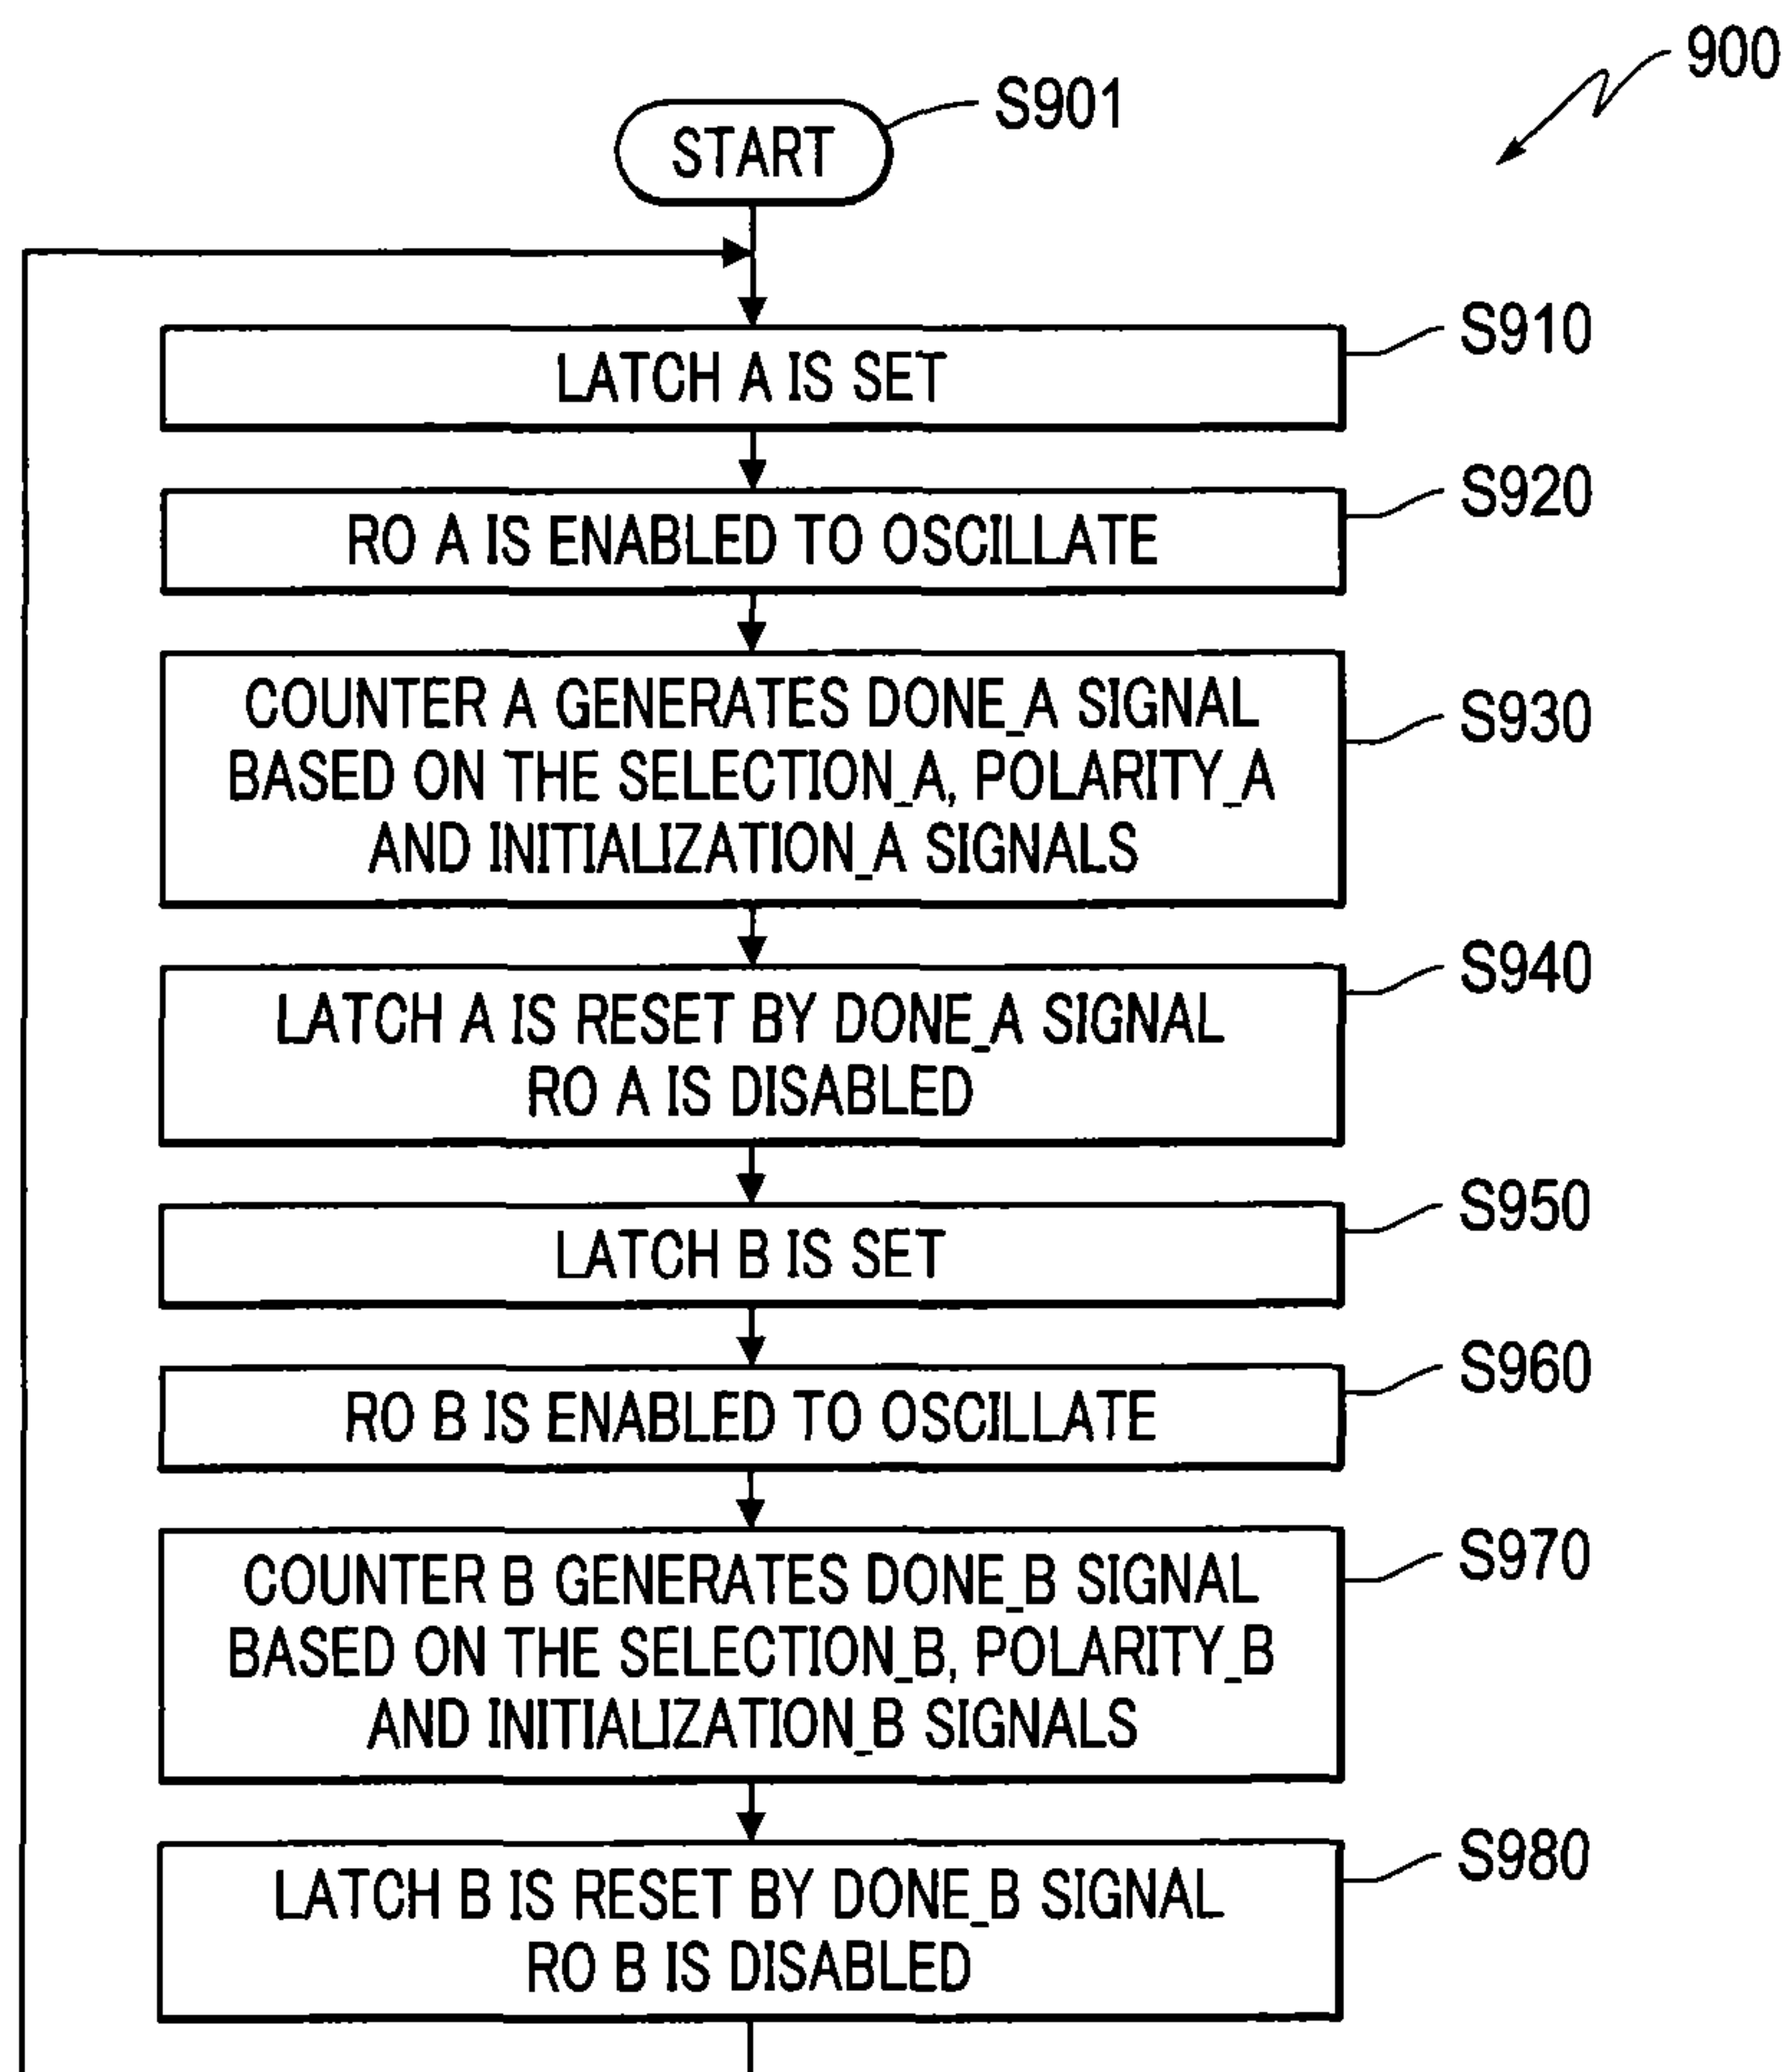 900
START
S901
LATCH A IS SET
S910
RO A IS ENABLED TO OSCILLATE
S920
COUNTER A GENERATES DONE_A SIGNAL
BASED ON THE SELECTION_A, POLARITY_A
AND INITIALIZATION_A SIGNALS
S930
LATCH A IS RESET BY DONE_A SIGNAL
RO A IS DISABLED
S940
LATCH B IS SET
S950
RO B IS ENABLED TO OSCILLATE
S960
COUNTER B GENERATES DONE_B SIGNAL
BASED ON THE SELECTION_B, POLARITY_B
AND INITIALIZATION_B SIGNALS
S970
LATCH B IS RESET BY DONE_B SIGNAL
RO B IS DISABLED
S980